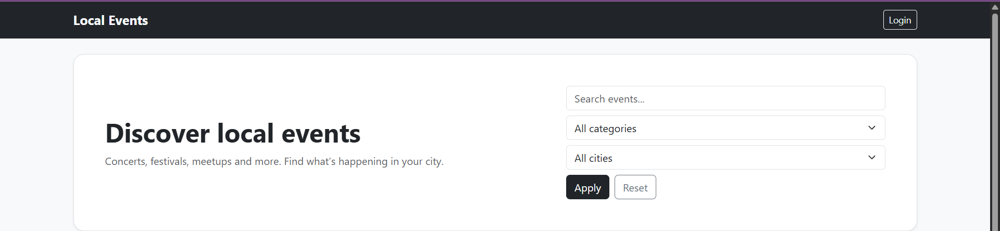 Local Events
Login
Discover local events
Concerts, festivals, meetups and more. Find what’s happening in your city.
Search events...
All categories
All cities
Apply
Reset